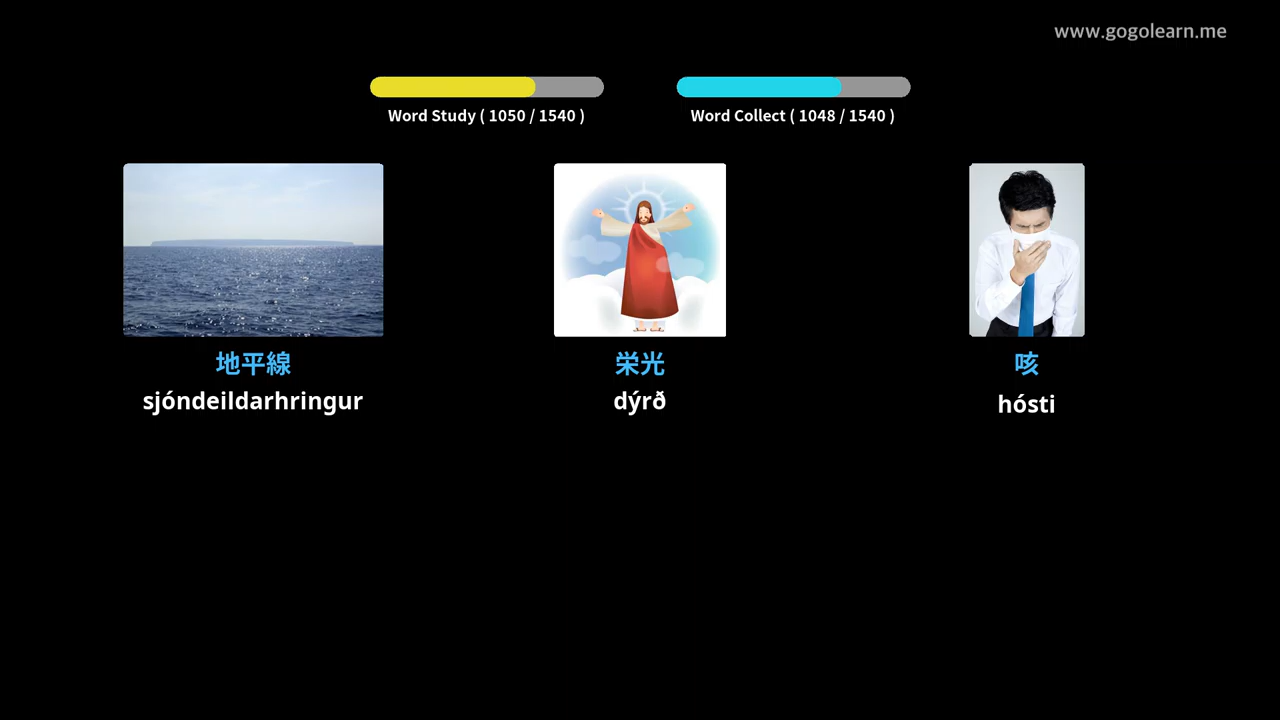 www.gogolearn.me
Word Study ( 1050 / 1540 )
Word Collect ( 1048 / 1540 )
地平線
栄光
咳
sjóndeildarhringur
dýrð
hósti